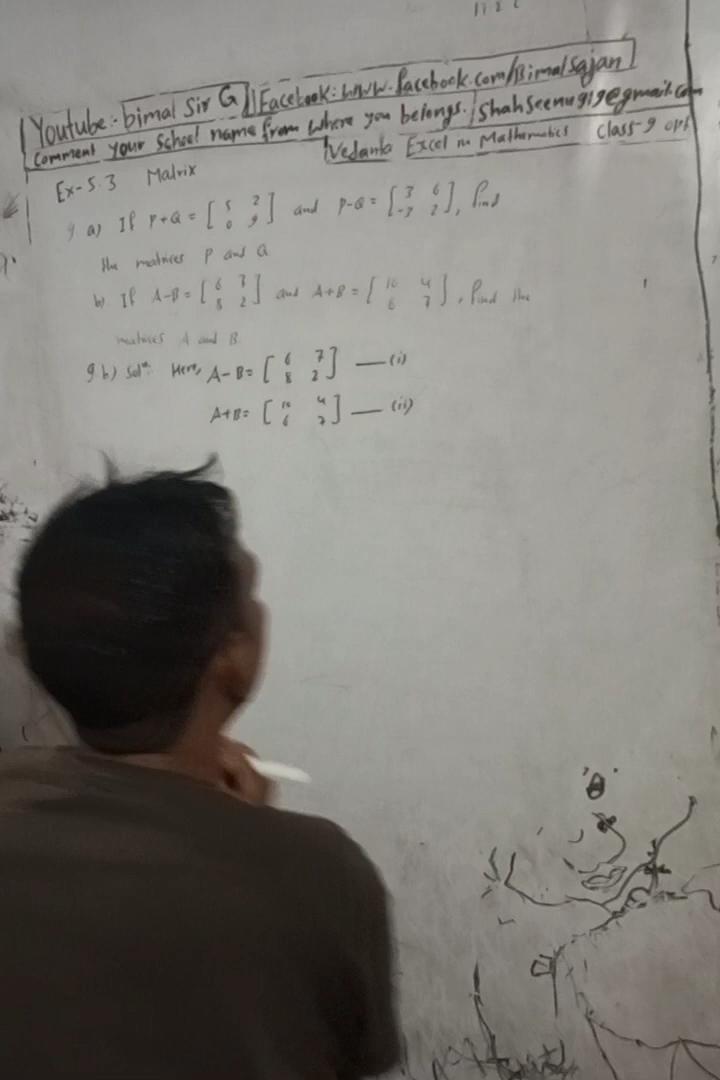 Youtube:- bimal Sir G Facebook: www.facebook.com/Bimalsajan
comment your School name from where you belongs. shahseenu919@gmail.com
Vedanta Excel in Mathematics class-9 opt
Ex-5.3 Matrix
9 a) If P+Q = [ 5 2 ] and P-Q = [ 3 6 ], find
0 9 -3 2
the matrices P and Q
b) If A-B = [ 6 7 ] and A+B = [ 10 4 ], find the
8 2 6 7
matrices A and B
9 b) Solⁿ: Here, A-B = [ 6 7 ] —(i)
8 2
A+B = [ 10 4 ] —(ii)
6 7